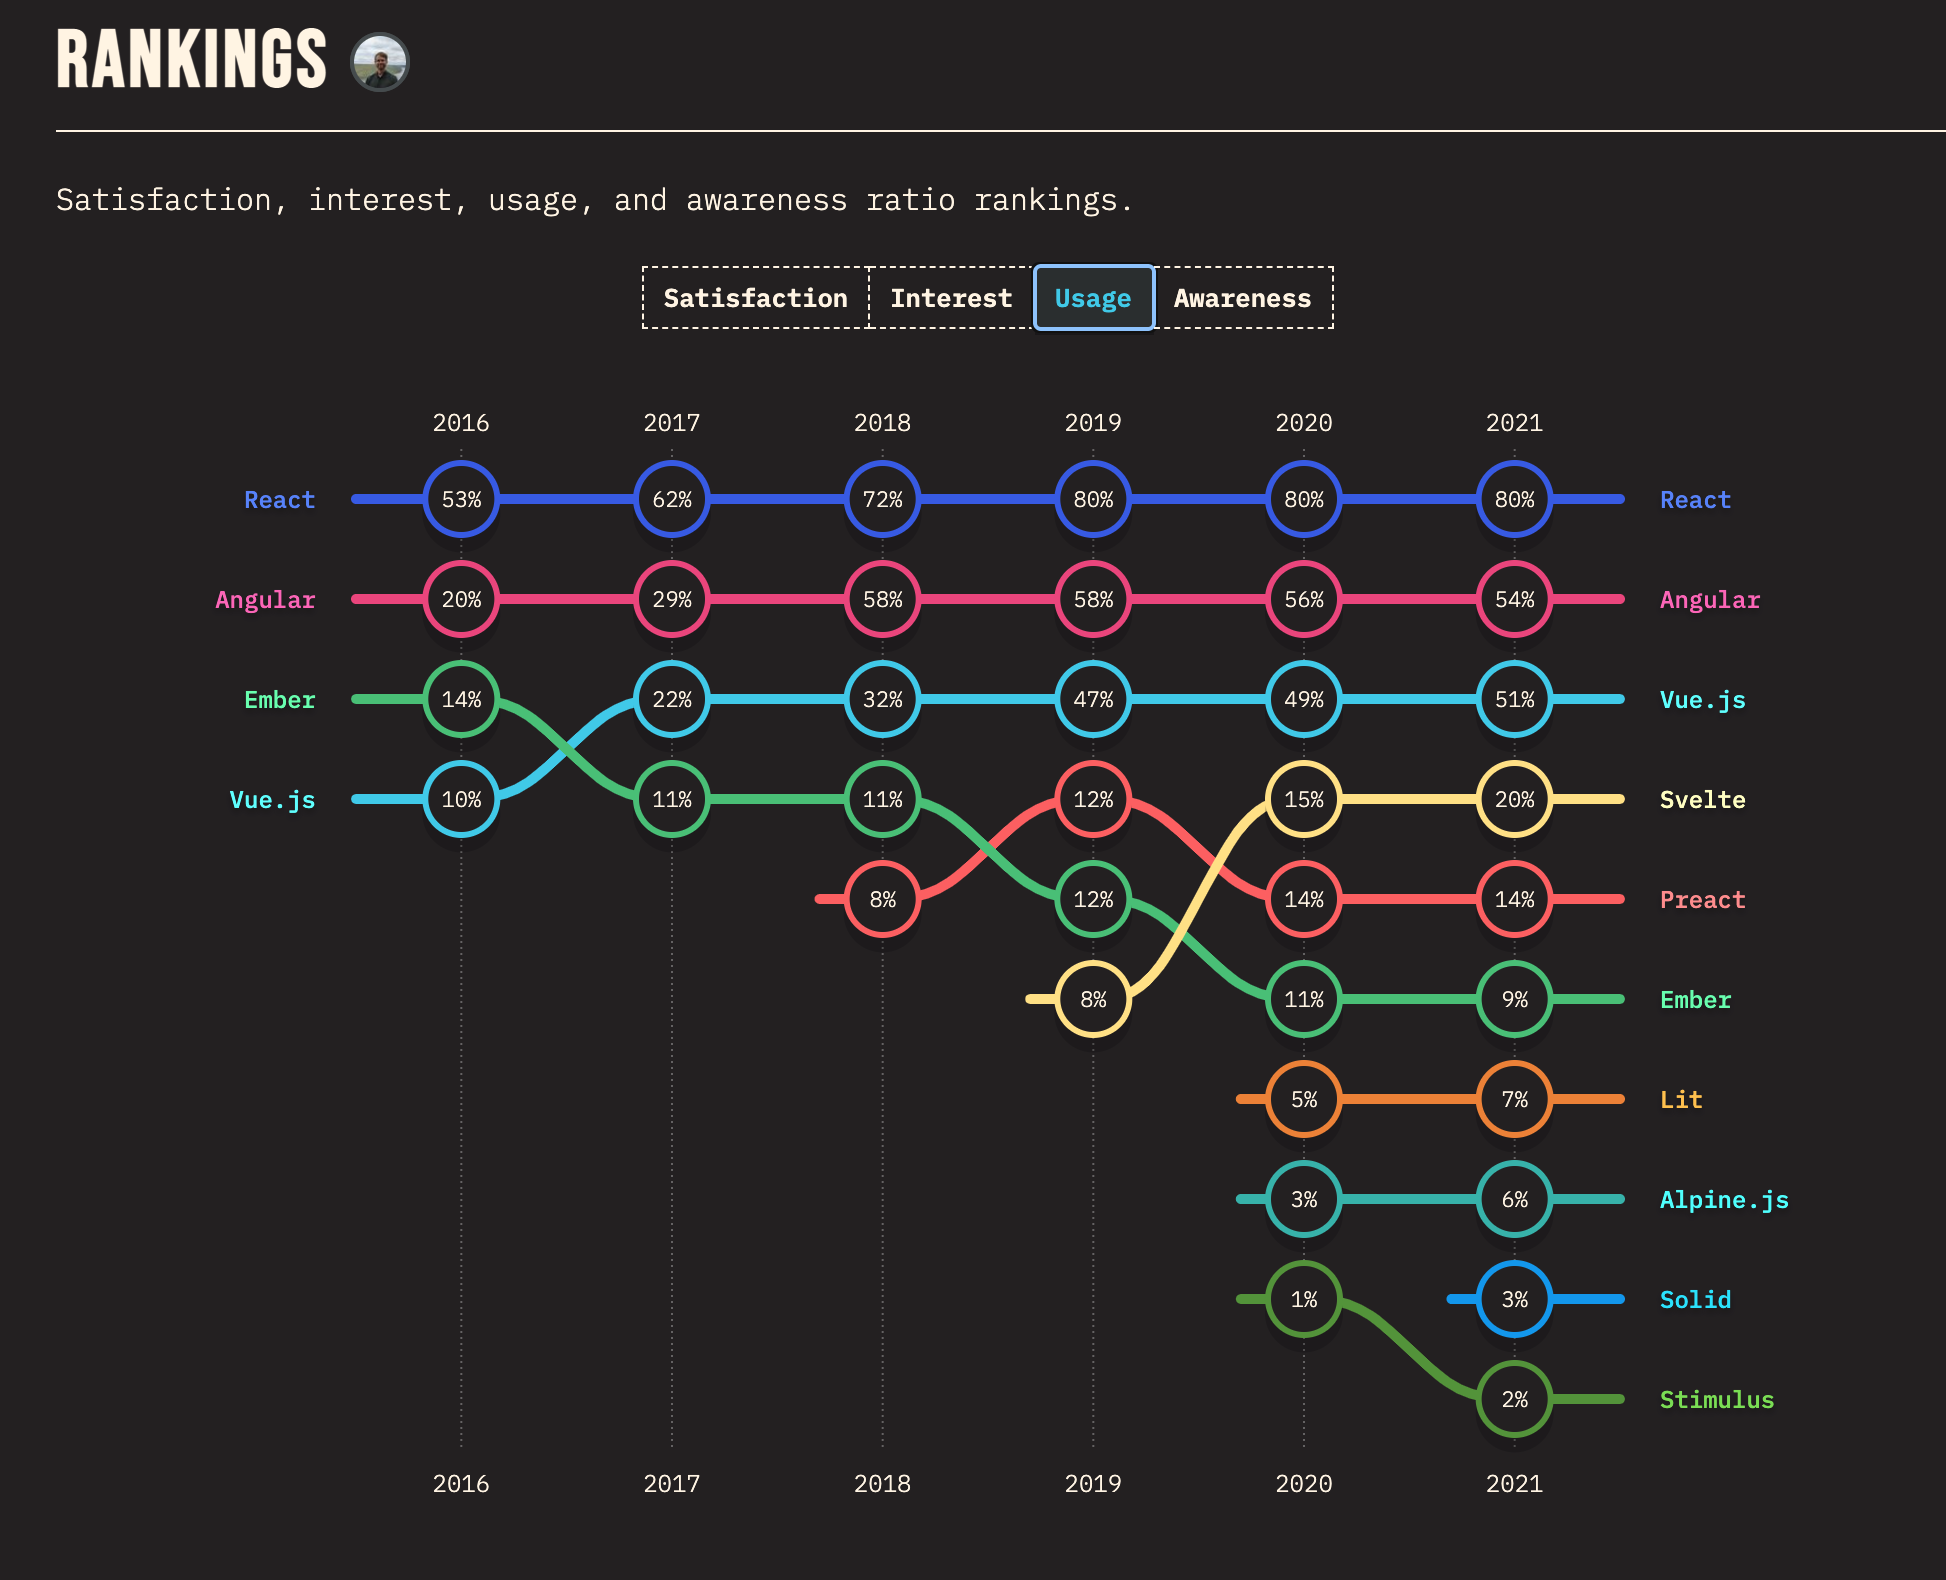 RANKINGS
Satisfaction, interest, usage, and awareness ratio rankings.
Satisfaction Interest Usage Awareness
2016 2017 2018 2019 2020 2021
React 53% 62% 72% 80% 80% 80% React
Angular 20% 29% 58% 58% 56% 54% Angular
Ember 14% 22% 32% 47% 49% 51% Vue.js
Vue.js 10% 11% 11% 12% 15% 20% Svelte
8% 12% 14% 14% Preact
8% 11% 9% Ember
5% 7% Lit
3% 6% Alpine.js
1% 3% Solid
2% Stimulus
2016 2017 2018 2019 2020 2021